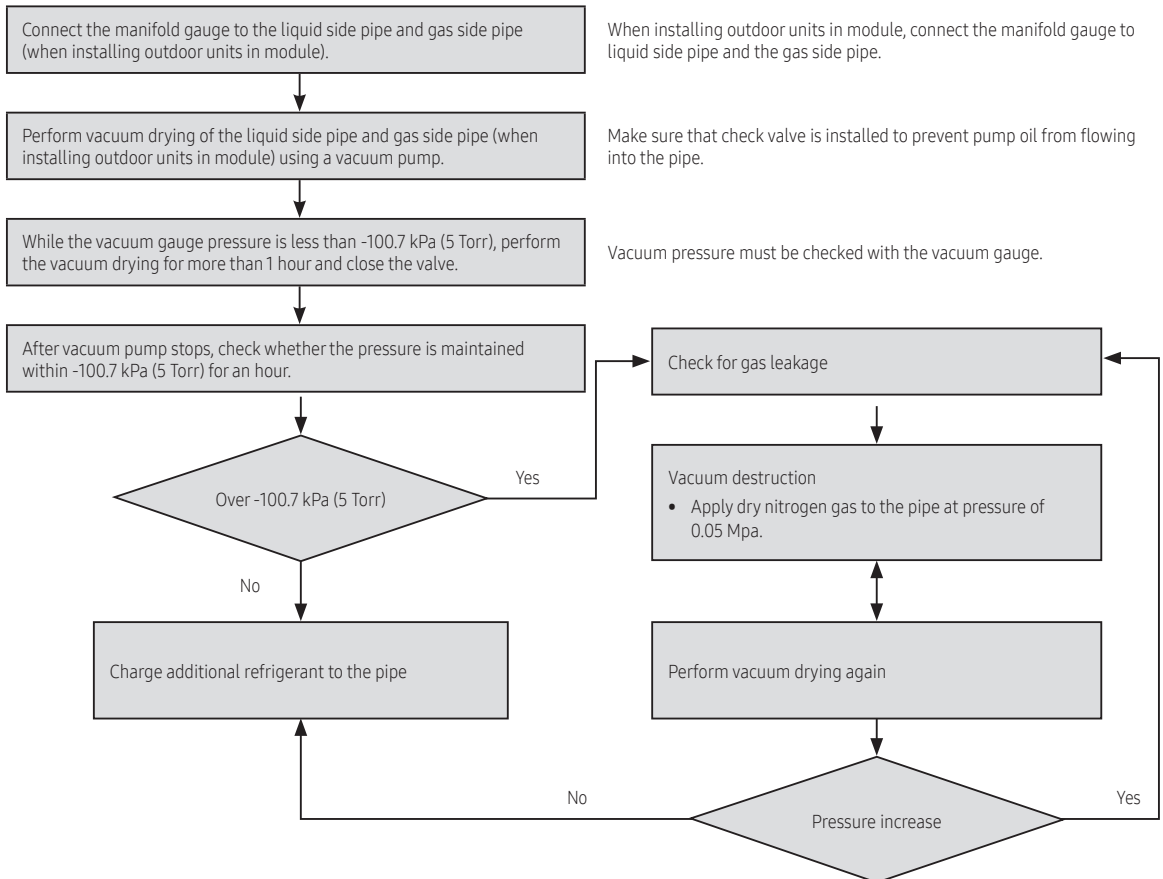 Connect the manifold gauge to the liquid side pipe and gas side pipe
(when installing outdoor units in module).
When installing outdoor units in module, connect the manifold gauge to
liquid side pipe and the gas side pipe.
Perform vacuum drying of the liquid side pipe and gas side pipe (when
installing outdoor units in module) using a vacuum pump.
Make sure that check valve is installed to prevent pump oil from flowing
into the pipe.
While the vacuum gauge pressure is less than -100.7 kPa (5 Torr), perform
the vacuum drying for more than 1 hour and close the valve.
Vacuum pressure must be checked with the vacuum gauge.
After vacuum pump stops, check whether the pressure is maintained
within -100.7 kPa (5 Torr) for an hour.
Check for gas leakage
Over -100.7 kPa (5 Torr)
Yes
No
Vacuum destruction
• Apply dry nitrogen gas to the pipe at pressure of
0.05 Mpa.
Charge additional refrigerant to the pipe
Perform vacuum drying again
No
Pressure increase
Yes